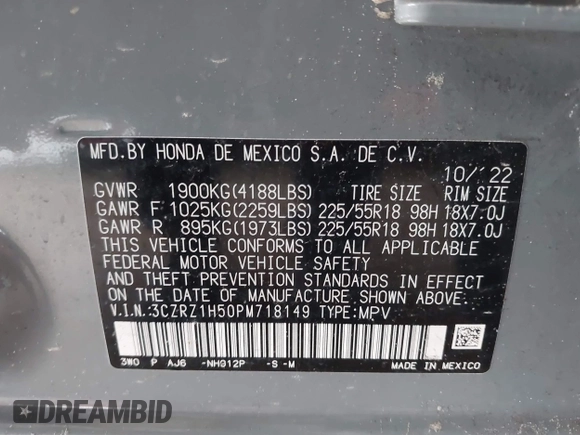 MFD.BY HONDA DE MEXICO S.A. DE C.V.
10/'22
GVWR 1900KG(4188LBS) TIRE SIZE RIM SIZE
GAWR F 1025KG(2259LBS) 225/55R18 98H 18X7.0J
GAWR R 895KG(1973LBS) 225/55R18 98H 18X7.0J
THIS VEHICLE CONFORMS TO ALL APPLICABLE
FEDERAL MOTOR VEHICLE SAFETY
AND THEFT PREVENTION STANDARDS IN EFFECT
ON THE DATE OF MANUFACTURE SHOWN ABOVE.
V.I.N.:3CZRZ1H50PM718149 TYPE:MPV
3W0 P AJ6 -NH912P -S -M
MADE IN MEXICO
DREAMBID